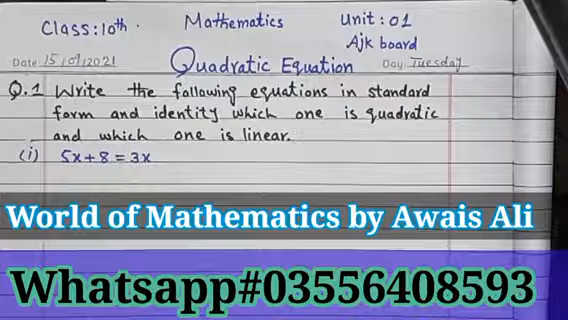 Class:10th. Mathematics Unit:01
Ajk board
Date 15/09/2021 Quadratic Equation Day Tuesday
Q.1 Write the following equations in standard
form and identity which one is quadratic
and which one is linear.
(i) 5x+8=3x
World of Mathematics by Awais Ali
Whatsapp#03556408593